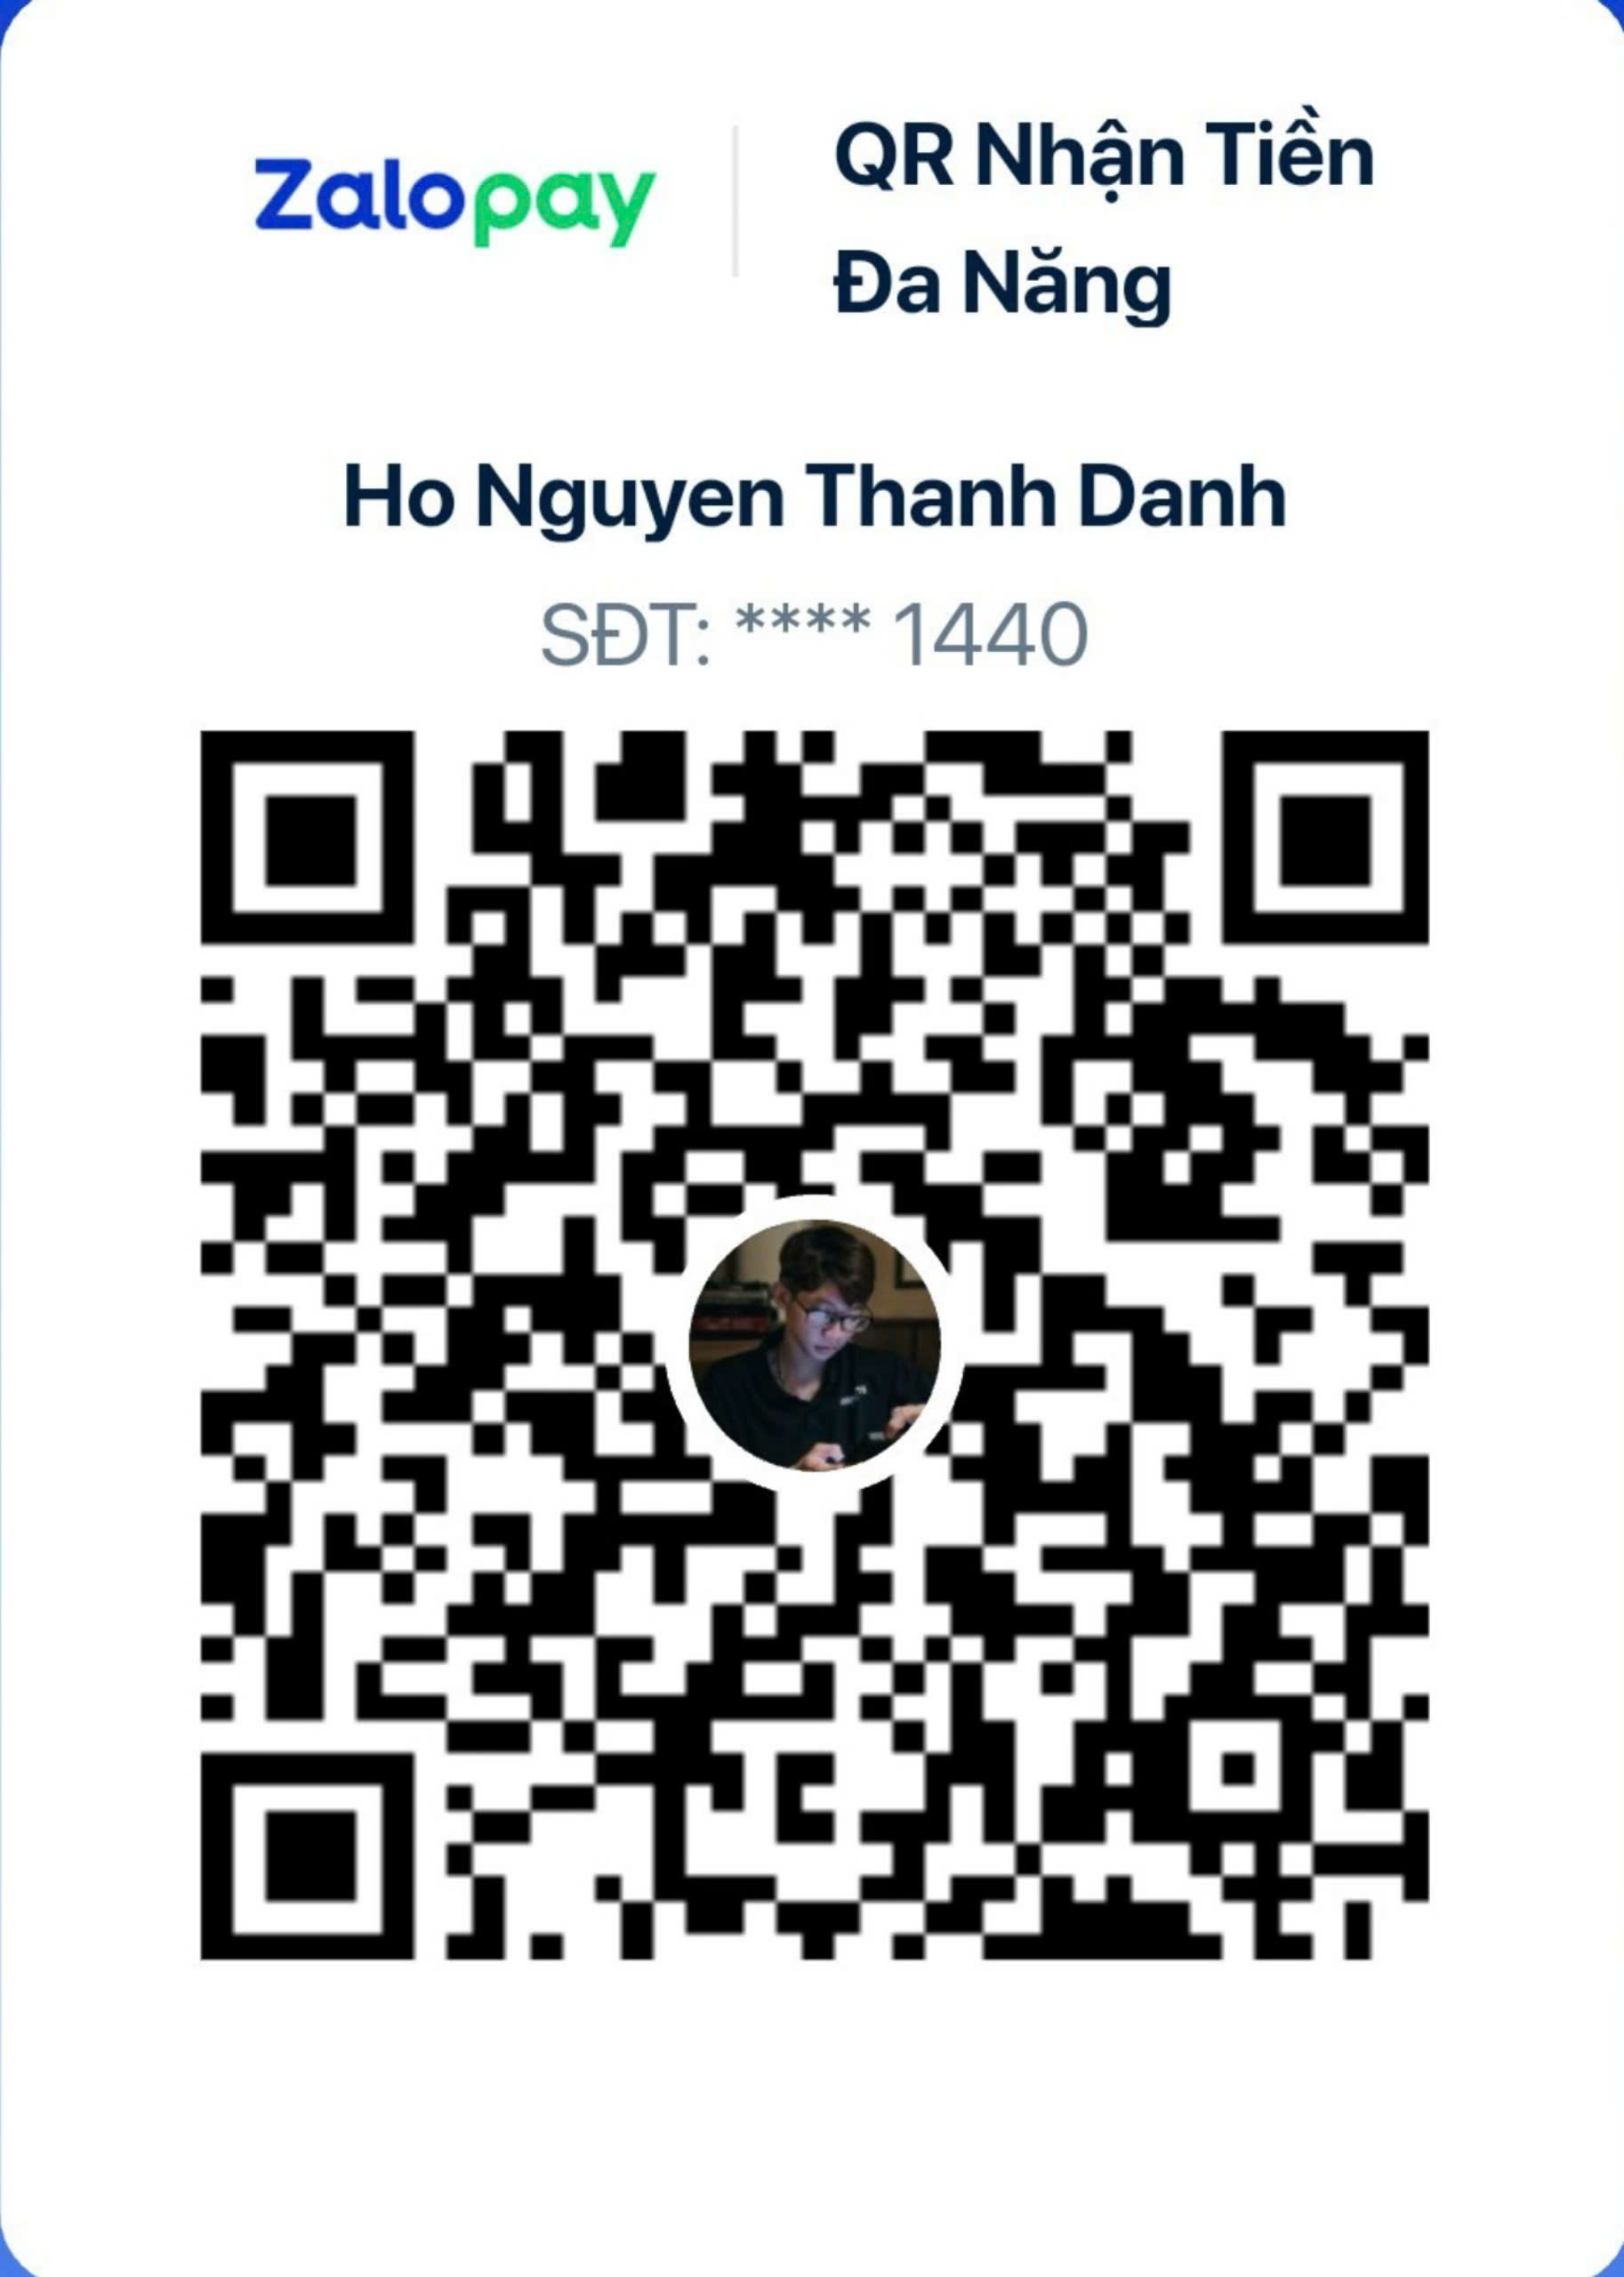 Zalopay
QR Nhận Tiền
Đa Năng
Ho Nguyen Thanh Danh
SĐT: **** 1440